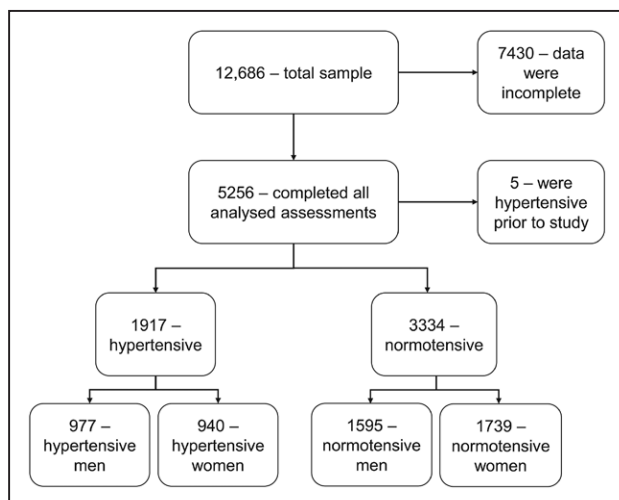 12,686 – total sample
7430 – data
were
incomplete
5256 – completed all
analysed assessments
5 – were
hypertensive
prior to study
1917 –
hypertensive
3334 –
normotensive
977 –
hypertensive
men
940 –
hypertensive
women
1595 –
normotensive
men
1739 –
normotensive
women